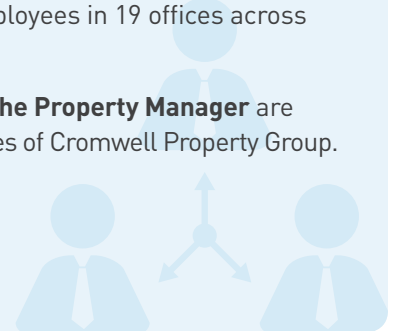 ployees in 19 offices across
he Property Manager are
es of Cromwell Property Group.